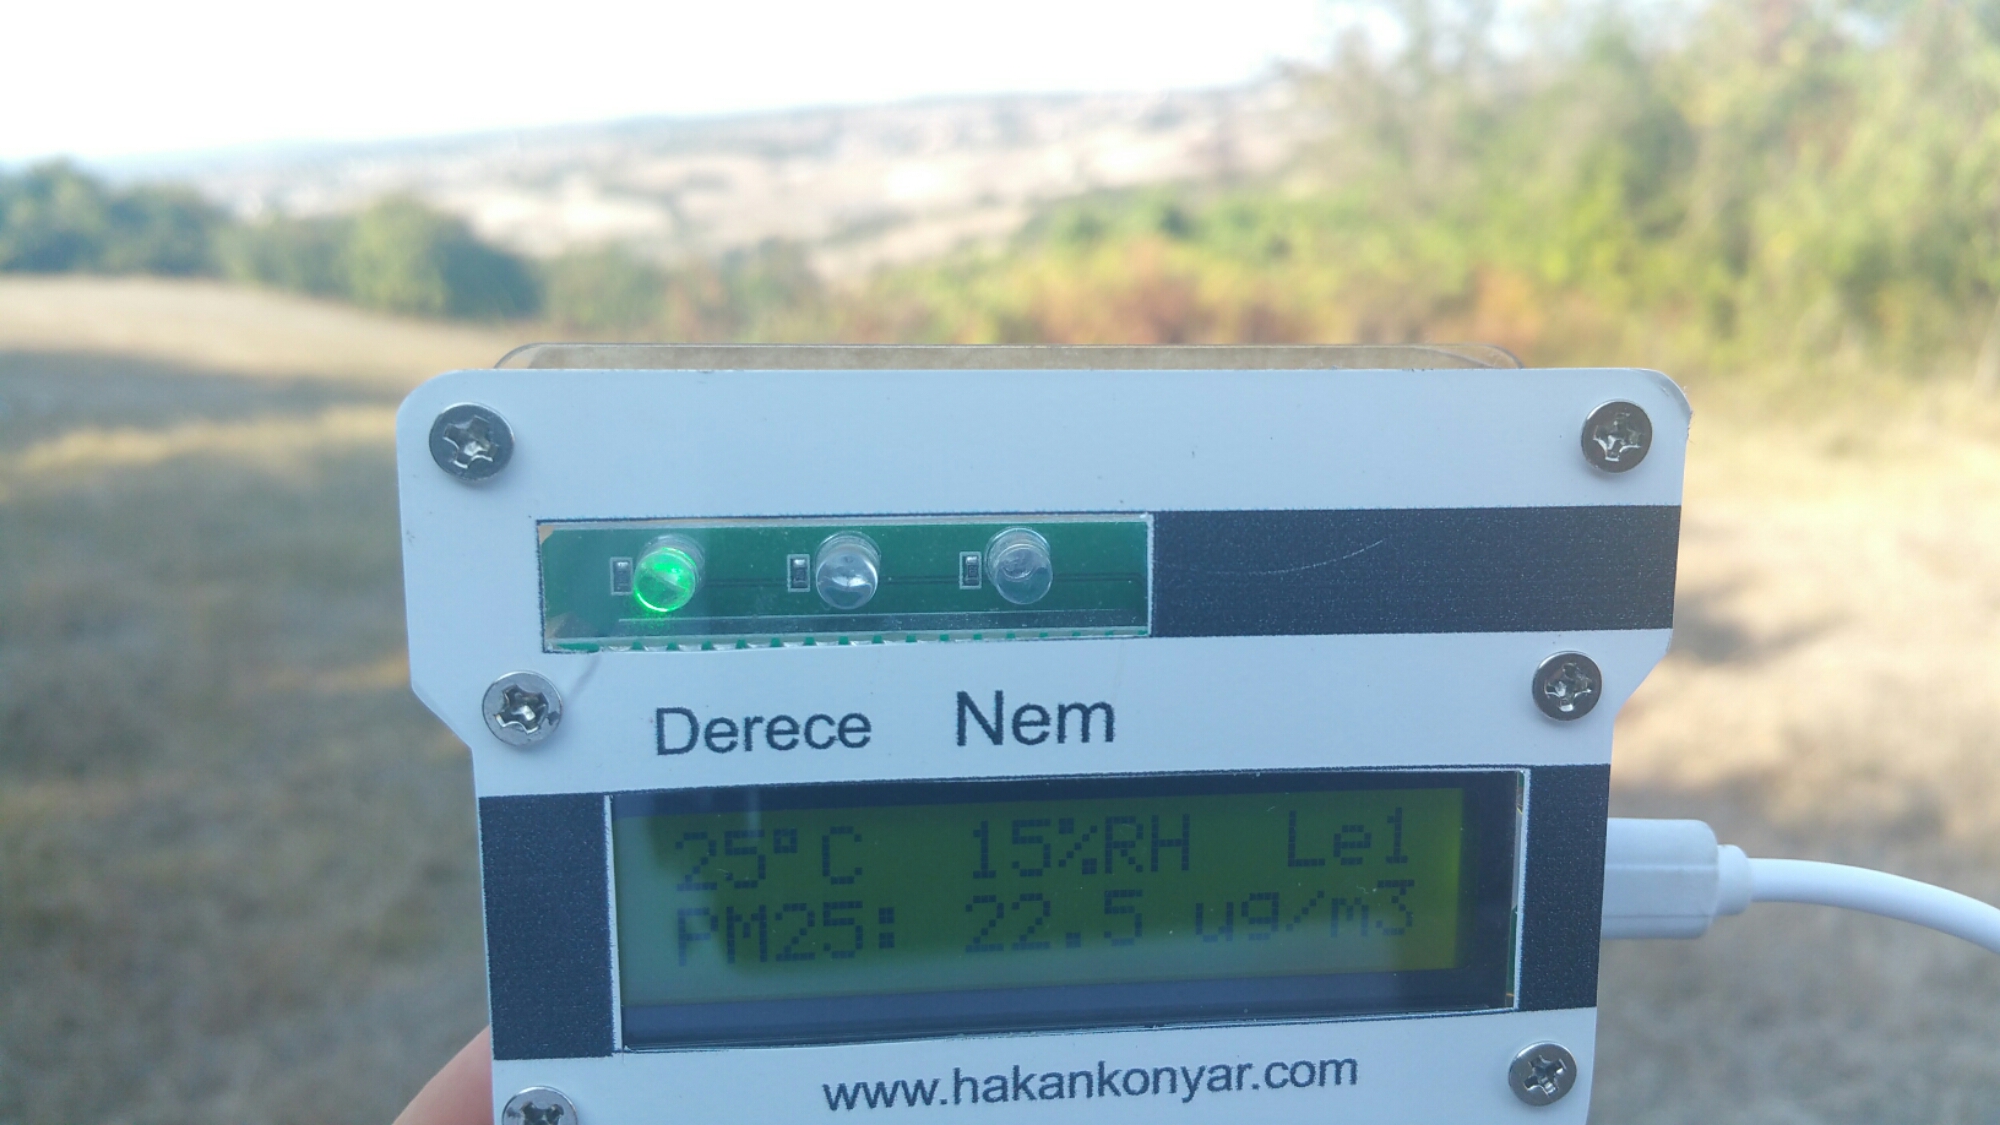 Derece Nem
25°C 15%RH Le1
PM25: 22.5 ug/m3
www.hakankonyar.com